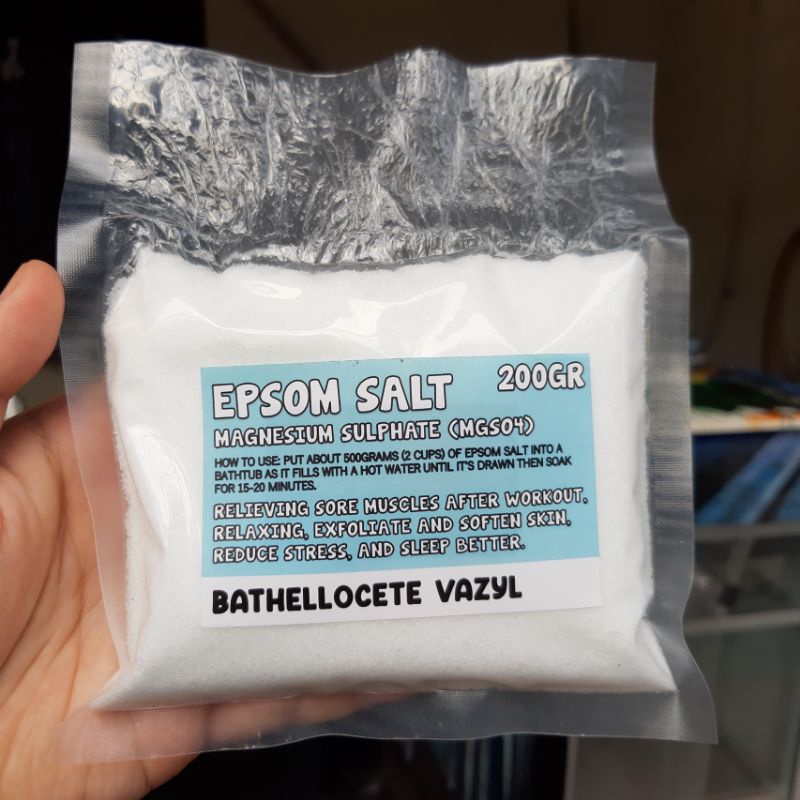 EPSOM SALT 200GR
MAGNESIUM SULPHATE (MGSO4)
HOW TO USE: PUT ABOUT 500GRAMS (2 CUPS) OF EPSOM SALT INTO A
BATHTUB AS IT FILLS WITH A HOT WATER UNTIL IT'S DRAWN THEN SOAK
FOR 15-20 MINUTES.
RELIEVING SORE MUSCLES AFTER WORKOUT,
RELAXING, EXFOLIATE AND SOFTEN SKIN,
REDUCE STRESS, AND SLEEP BETTER.
BATHELLOCETE VAZYL